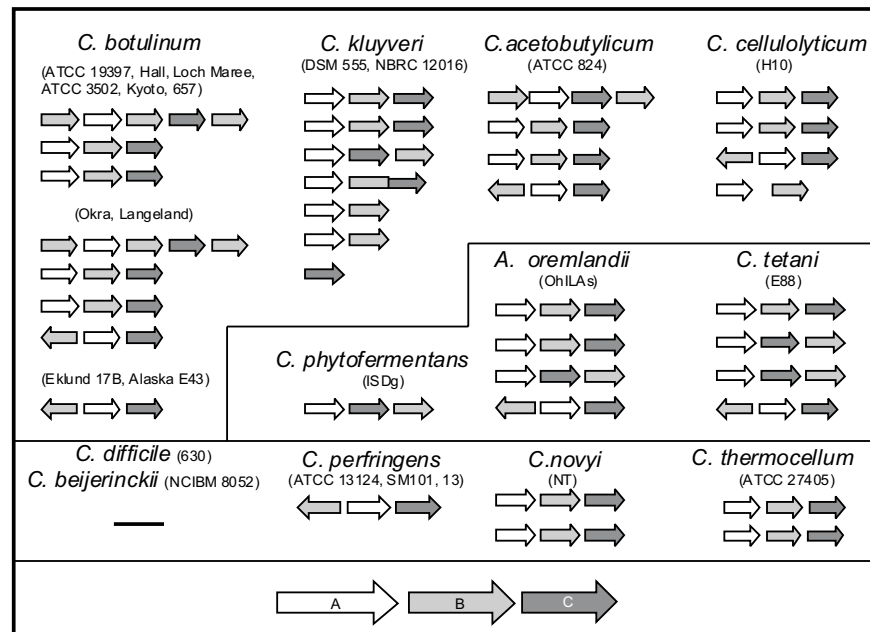 C. botulinum
(ATCC 19397, Hall, Loch Maree,
ATCC 3502, Kyoto, 657)
(Okra, Langeland)
(Eklund 17B, Alaska E43)
C. kluyveri
(DSM 555, NBRC 12016)
C.acetobutylicum
(ATCC 824)
C. cellulolyticum
(H10)
C. phytofermentans
(ISDg)
A. oremlandii
(OhILAs)
C. tetani
(E88)
C. difficile (630)
C. beijerinckii (NCIBM 8052)
C. perfringens
(ATCC 13124, SM101, 13)
C.novyi
(NT)
C. thermocellum
(ATCC 27405)
A B C